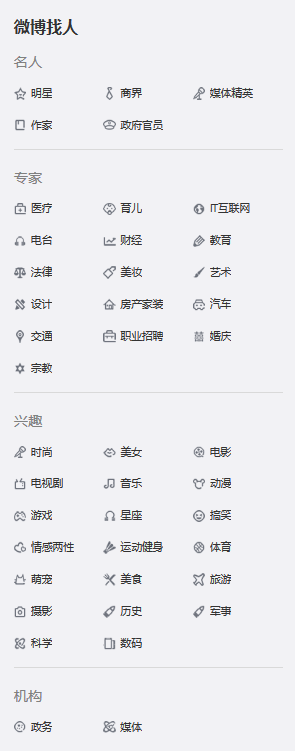 微博找人
名人
明星 商界 媒体精英
作家 政府官员
专家
医疗 育儿 IT互联网
电台 财经 教育
法律 美妆 艺术
设计 房产家装 汽车
交通 职业招聘 婚庆
宗教
兴趣
时尚 美女 电影
电视剧 音乐 动漫
游戏 星座 搞笑
情感两性 运动健身 体育
萌宠 美食 旅游
摄影 历史 军事
科学 数码
机构
政务 媒体